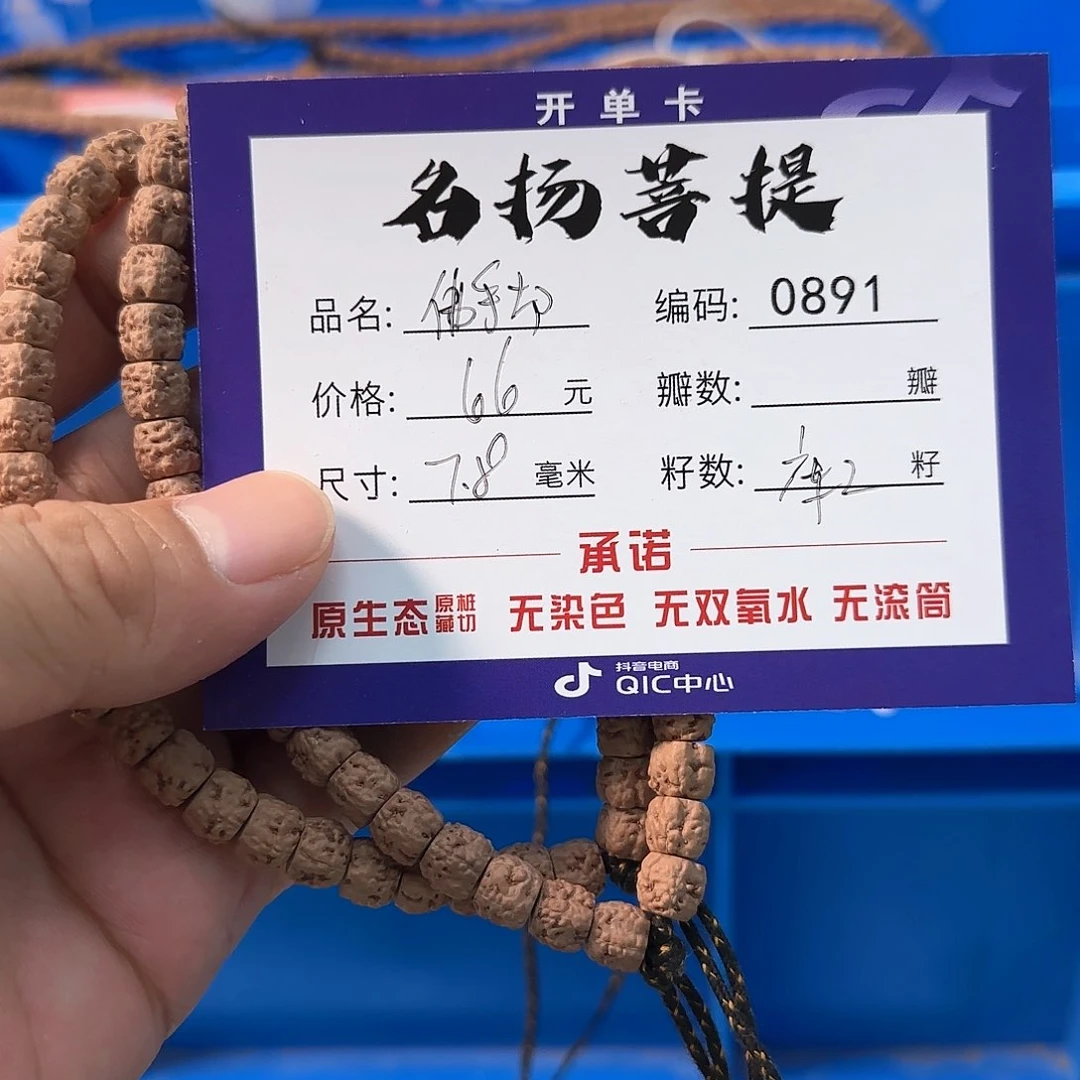 开单卡
名扬菩提
品名: 编码: 0891
价格: 66 元 瓣数: 瓣
尺寸: 7.8 毫米 籽数: 籽
承诺
原生态 原桩藏切 无染色 无双氧水 无滚筒
抖音电商
QIC中心